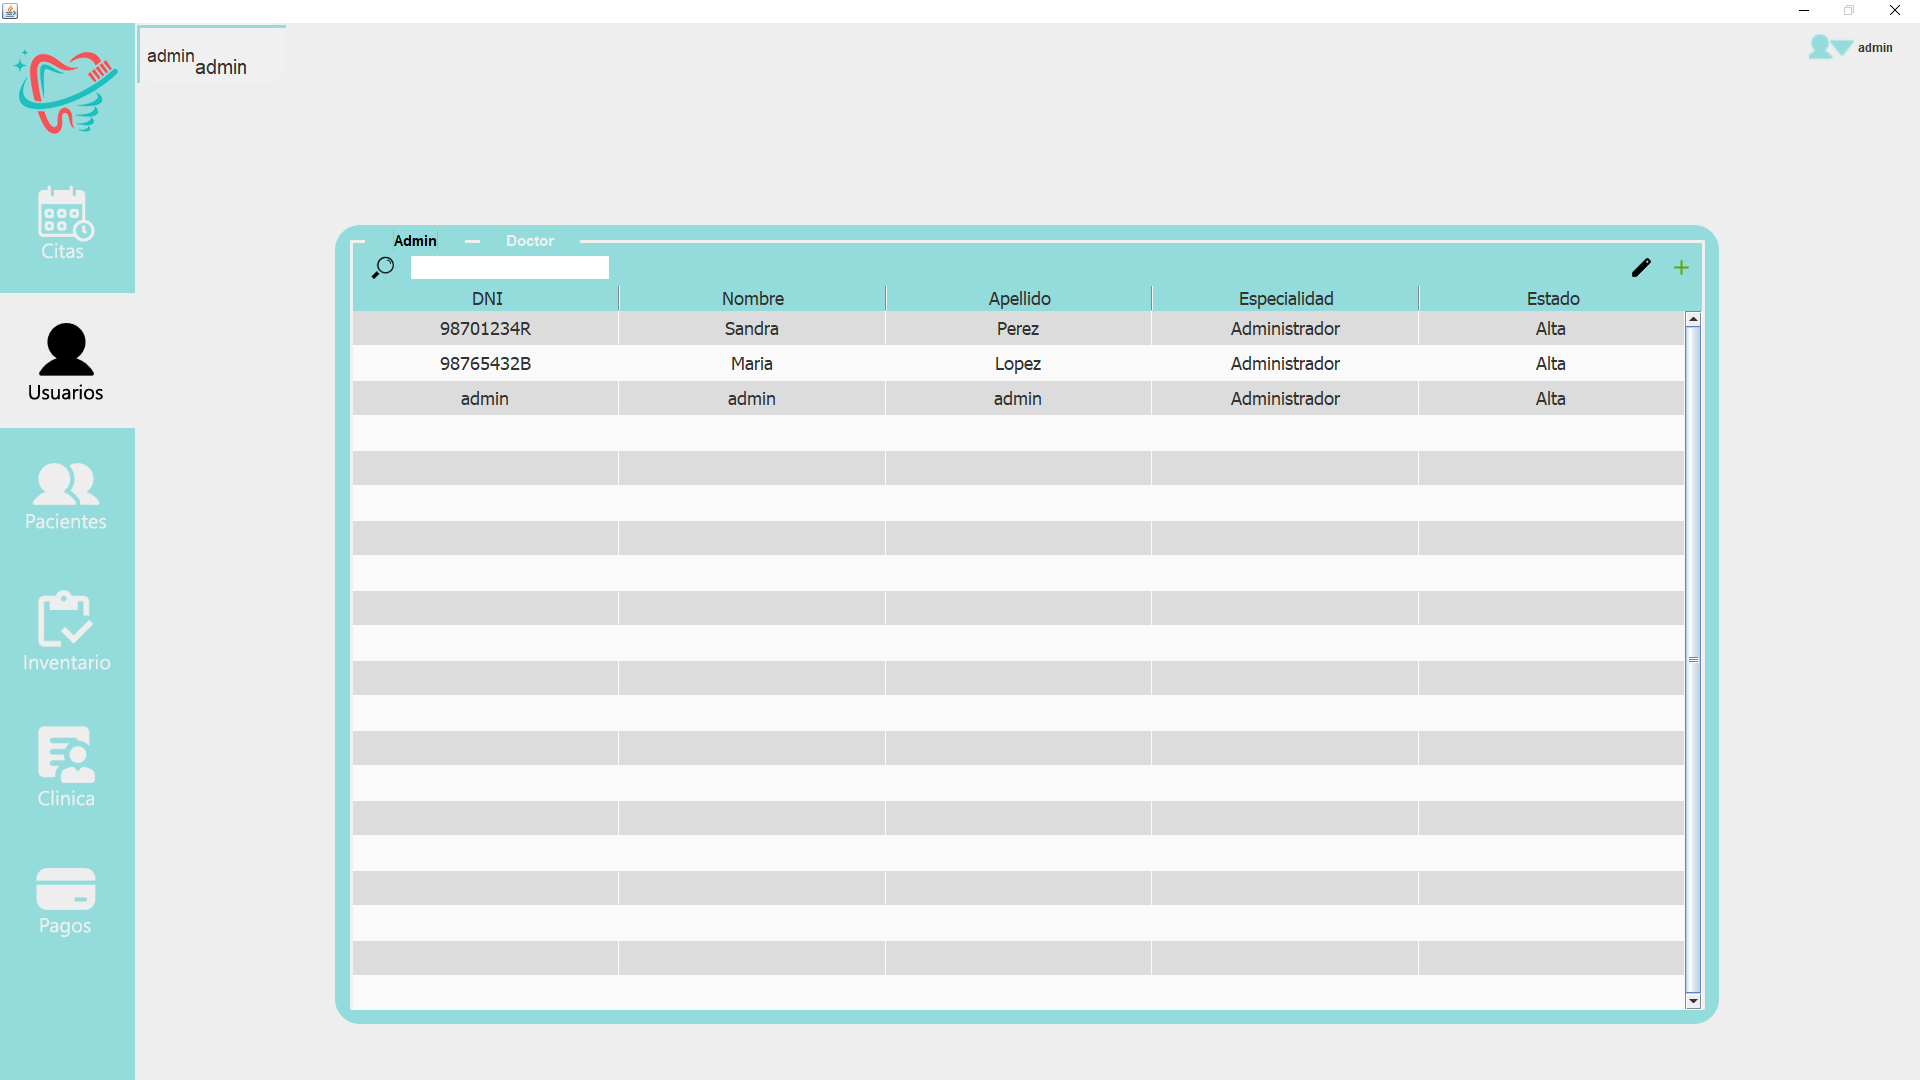 admin admin
admin
Citas
Usuarios
Pacientes
Inventario
Clinica
Pagos
Admin Doctor
DNI Nombre Apellido Especialidad Estado
98701234R Sandra Perez Administrador Alta
98765432B Maria Lopez Administrador Alta
admin admin admin Administrador Alta